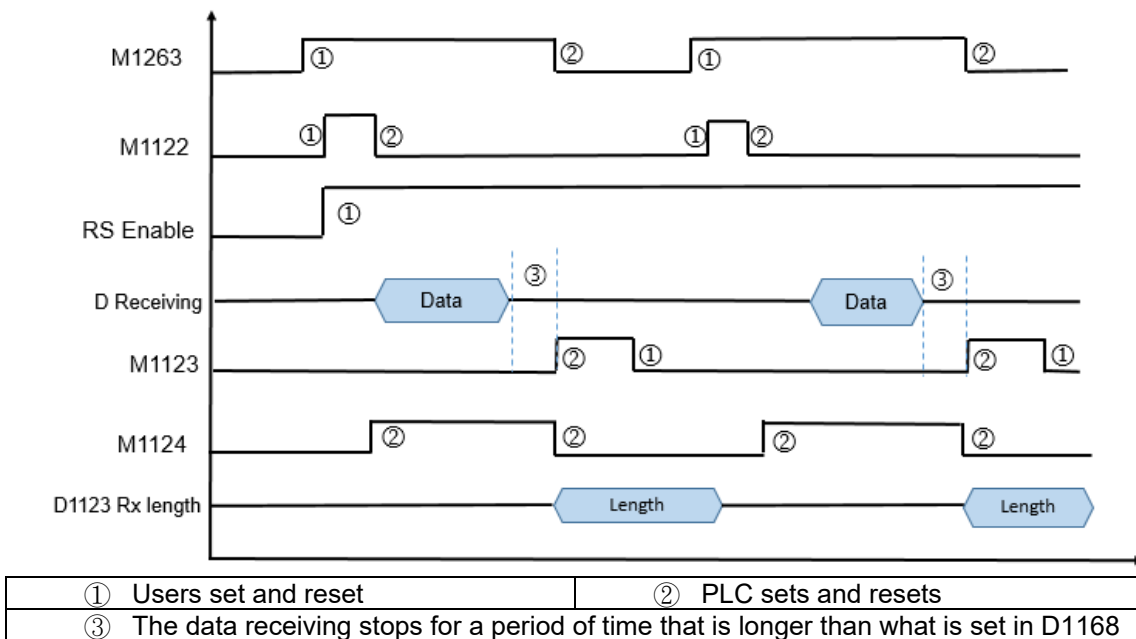 M1263 ① ② ① ②
M1122 ① ② ① ②
RS Enable ①
D Receiving Data ③ Data ③
M1123 ② ① ② ①
M1124 ② ② ② ②
D1123 Rx length Length Length
① Users set and reset ② PLC sets and resets
③ The data receiving stops for a period of time that is longer than what is set in D1168